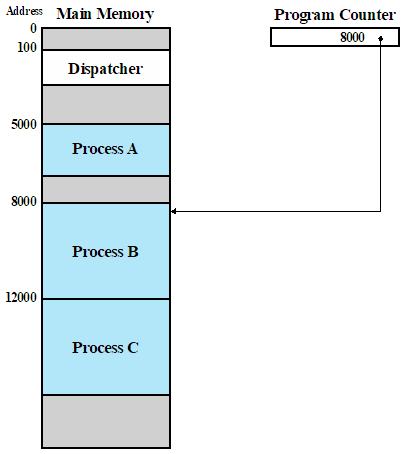 Address Main Memory Program Counter
0
8000
100
Dispatcher
5000
Process A
8000
Process B
12000
Process C